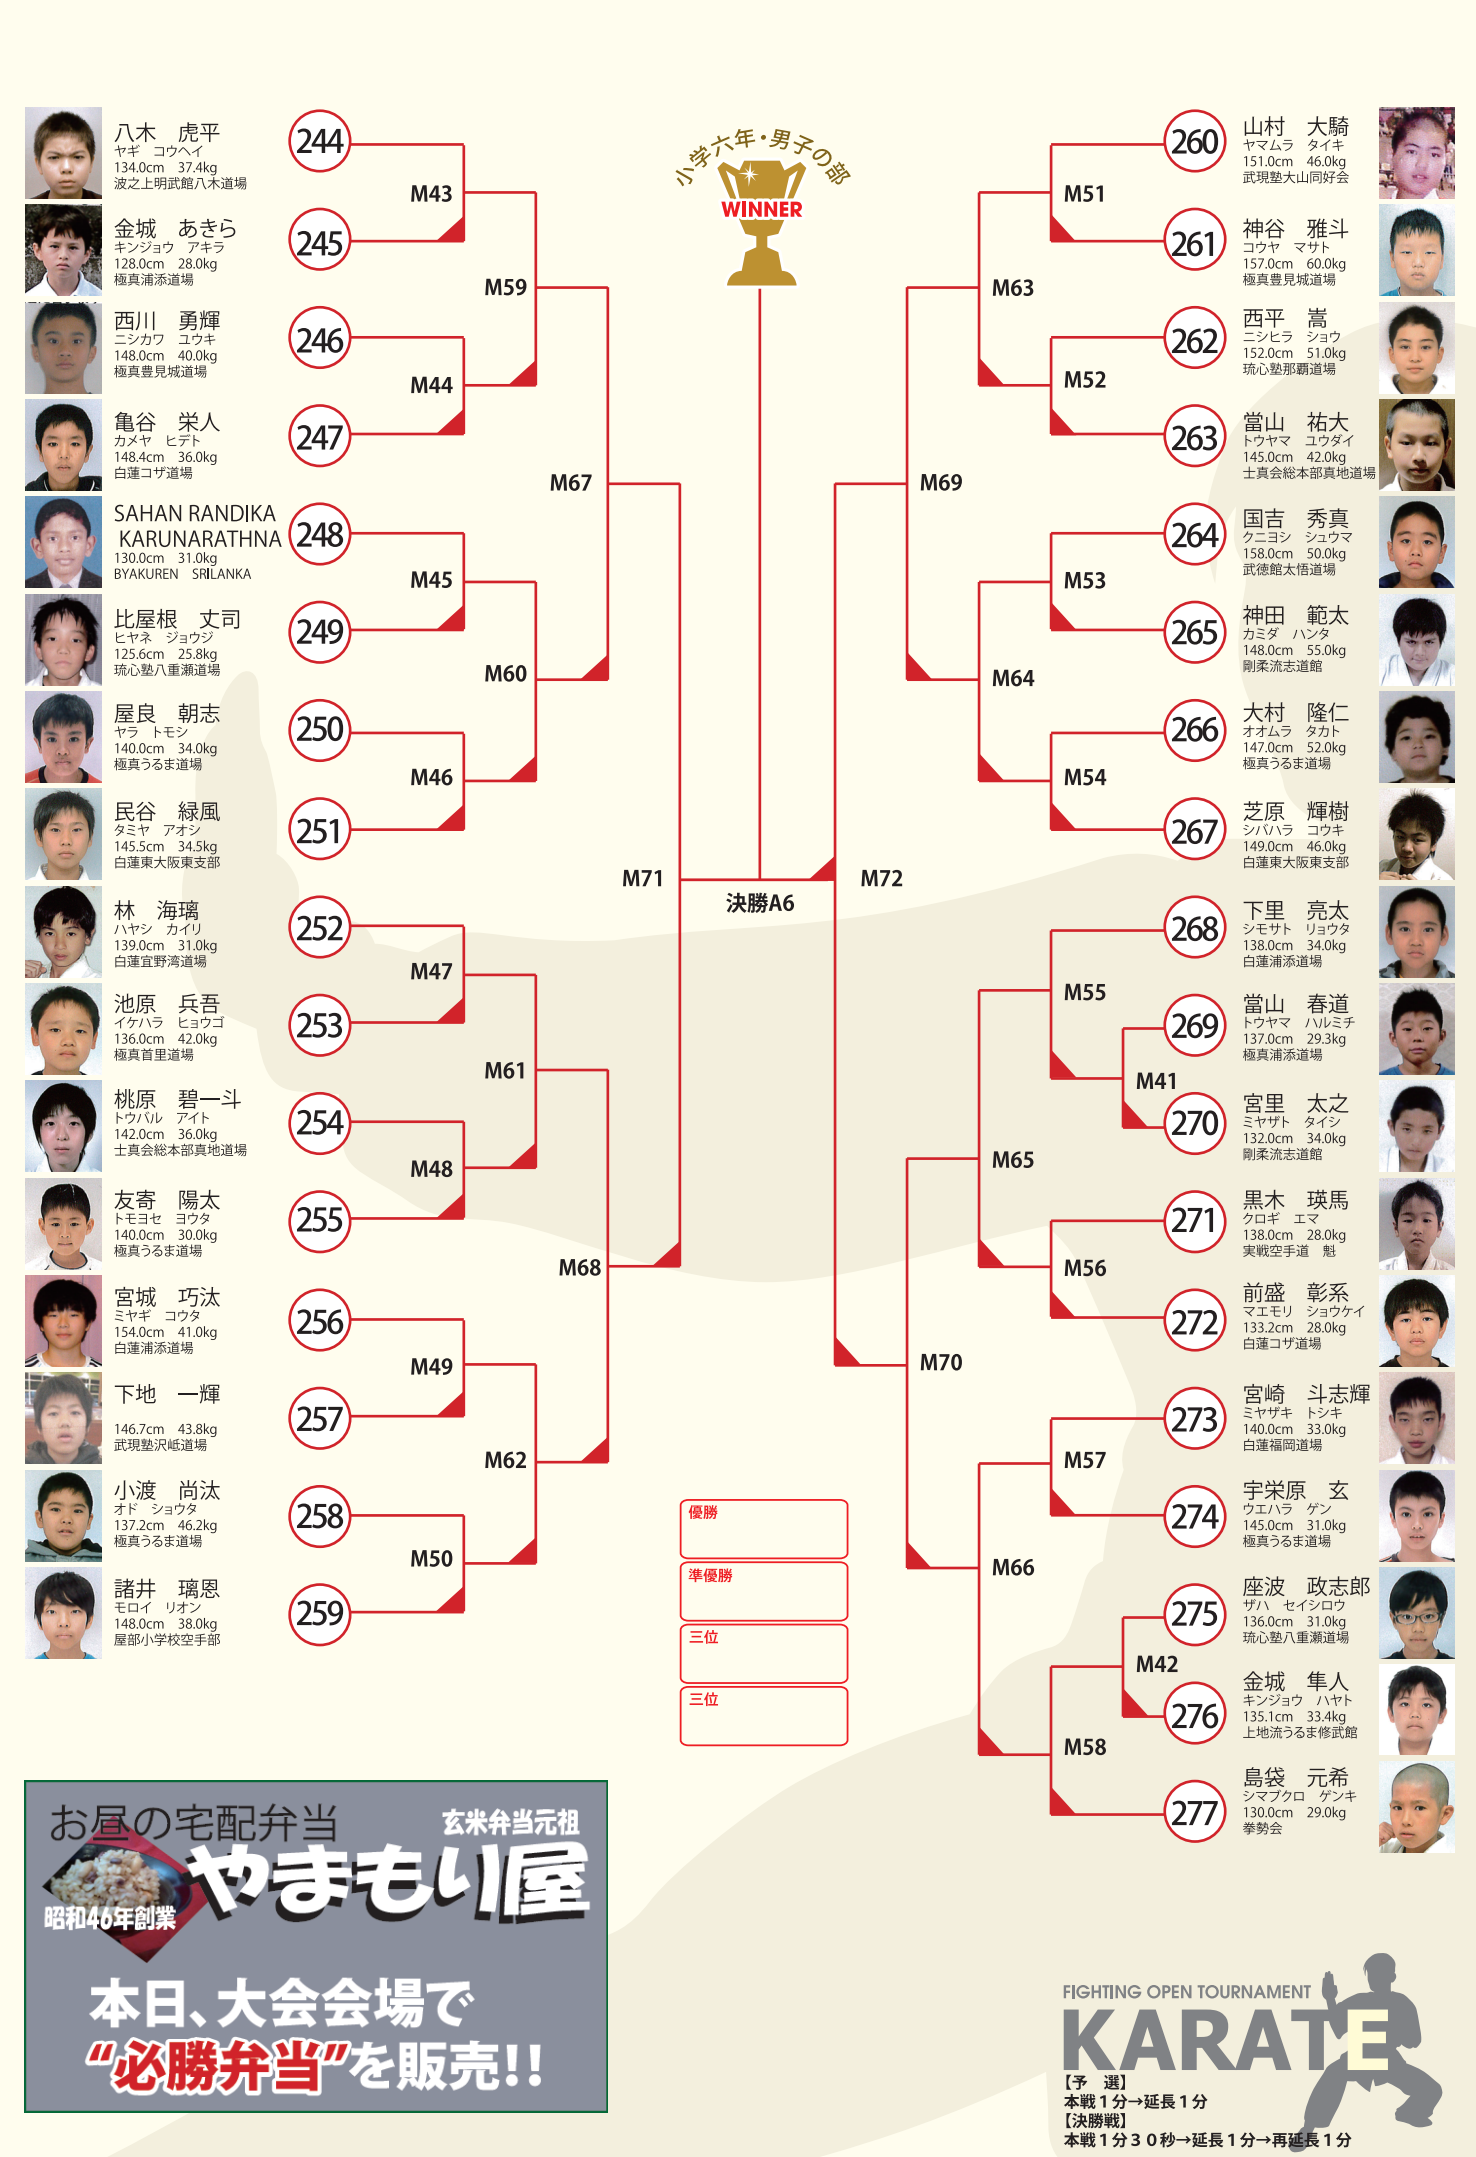 小学六年・男子の部
WINNER
八木　虎平
ヤギ　コウヘイ
134.0cm　37.4kg
波之上明武館八木道場
244
金城　あきら
キンジョウ　アキラ
128.0cm　28.0kg
極真浦添道場
245
西川　勇輝
ニシカワ　ユウキ
148.0cm　40.0kg
極真豊見城道場
246
亀谷　栄人
カメヤ　ヒデト
148.4cm　36.0kg
白蓮コザ道場
247
SAHAN RANDIKA
KARUNARATHNA
130.0cm　31.0kg
BYAKUREN　SRILANKA
248
比屋根　丈司
ヒヤネ　ジョウジ
125.6cm　25.8kg
琉心塾八重瀬道場
249
屋良　朝志
ヤラ　トモシ
140.0cm　34.0kg
極真うるま道場
250
民谷　緑風
タミヤ　アオシ
145.5cm　34.5kg
白蓮東大阪東支部
251
林　海璃
ハヤシ　カイリ
139.0cm　31.0kg
白蓮宜野湾道場
252
池原　兵吾
イケハラ　ヒョウゴ
136.0cm　42.0kg
極真首里道場
253
桃原　碧一斗
トウバル　アイト
142.0cm　36.0kg
士真会総本部真地道場
254
友寄　陽太
トモヨセ　ヨウタ
140.0cm　30.0kg
極真うるま道場
255
宮城　巧汰
ミヤギ　コウタ
154.0cm　41.0kg
白蓮浦添道場
256
下地　一輝
146.7cm　43.8kg
武現塾沢岻道場
257
小渡　尚汰
オド　ショウタ
137.2cm　46.2kg
極真うるま道場
258
諸井　璃恩
モロイ　リオン
148.0cm　38.0kg
屋部小学校空手部
259
M43
M44
M45
M46
M47
M48
M49
M50
M59
M60
M61
M62
M67
M68
M71
決勝A6
M72
M69
M70
M63
M64
M65
M66
M51
M52
M53
M54
M55
M41
M56
M57
M42
M58
260
山村　大騎
ヤマムラ　タイキ
151.0cm　46.0kg
武現塾大山同好会
261
神谷　雅斗
コウヤ　マサト
157.0cm　60.0kg
極真豊見城道場
262
西平　嵩
ニシヒラ　ショウ
152.0cm　51.0kg
琉心塾那覇道場
263
當山　祐大
トウヤマ　ユウダイ
145.0cm　42.0kg
士真会総本部真地道場
264
国吉　秀真
クニヨシ　シュウマ
158.0cm　50.0kg
武徳館太悟道場
265
神田　範太
カミダ　ハンタ
148.0cm　55.0kg
剛柔流志道館
266
大村　隆仁
オオムラ　タカト
147.0cm　52.0kg
極真うるま道場
267
芝原　輝樹
シバハラ　コウキ
149.0cm　46.0kg
白蓮東大阪東支部
268
下里　亮太
シモサト　リョウタ
138.0cm　34.0kg
白蓮浦添道場
269
當山　春道
トウヤマ　ハルミチ
137.0cm　29.3kg
極真浦添道場
270
宮里　太之
ミヤザト　タイシ
132.0cm　34.0kg
剛柔流志道館
271
黒木　瑛馬
クロギ　エマ
138.0cm　28.0kg
実戦空手道　魁
272
前盛　彰系
マエモリ　ショウケイ
133.2cm　28.0kg
白蓮コザ道場
273
宮崎　斗志輝
ミヤザキ　トシキ
140.0cm　33.0kg
白蓮福岡道場
274
宇栄原　玄
ウエハラ　ゲン
145.0cm　31.0kg
極真うるま道場
275
座波　政志郎
ザハ　セイシロウ
136.0cm　31.0kg
琉心塾八重瀬道場
276
金城　隼人
キンジョウ　ハヤト
135.1cm　33.4kg
上地流うるま修武館
277
島袋　元希
シマブクロ　ゲンキ
130.0cm　29.0kg
拳勢会
優勝
準優勝
三位
三位
お昼の宅配弁当
玄米弁当元祖
やまもり屋
昭和46年創業
本日、大会会場で
“必勝弁当”を販売!!
FIGHTING OPEN TOURNAMENT
KARATE
【予　選】
本戦１分→延長１分
【決勝戦】
本戦１分３０秒→延長１分→再延長１分